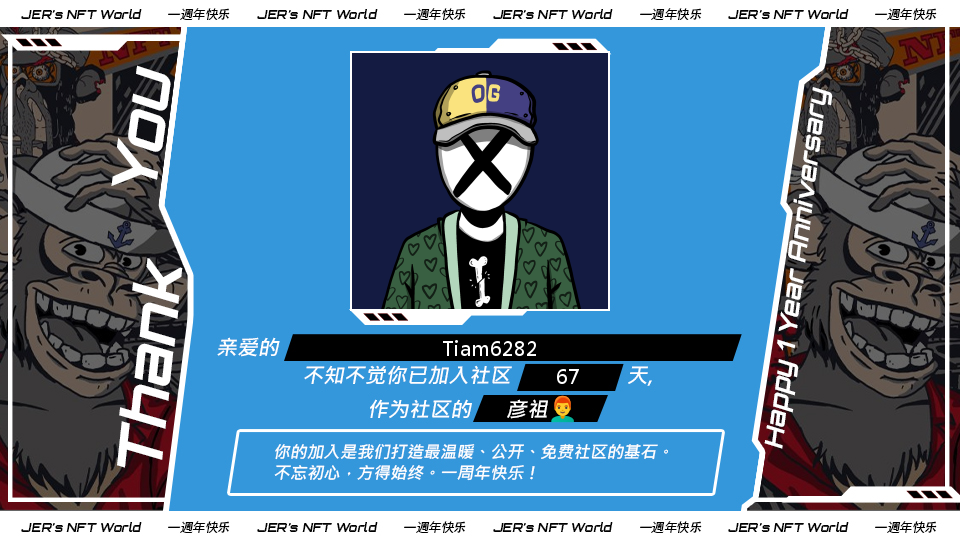 JER's NFT World 一週年快乐 JER's NFT World 一週年快乐 JER's NFT World 一週年快乐 JER's NFT World 一週年快乐
Thank You
OG
亲爱的 Tiam6282
不知不觉你已加入社区 67 天,
作为社区的 彦祖👨‍🦰
你的加入是我们打造最温暖、公开、免费社区的基石。
不忘初心，方得始终。一周年快乐！
Happy 1 Year Anniversary
JER's NFT World 一週年快乐 JER's NFT World 一週年快乐 JER's NFT World 一週年快乐 JER's NFT World 一週年快乐